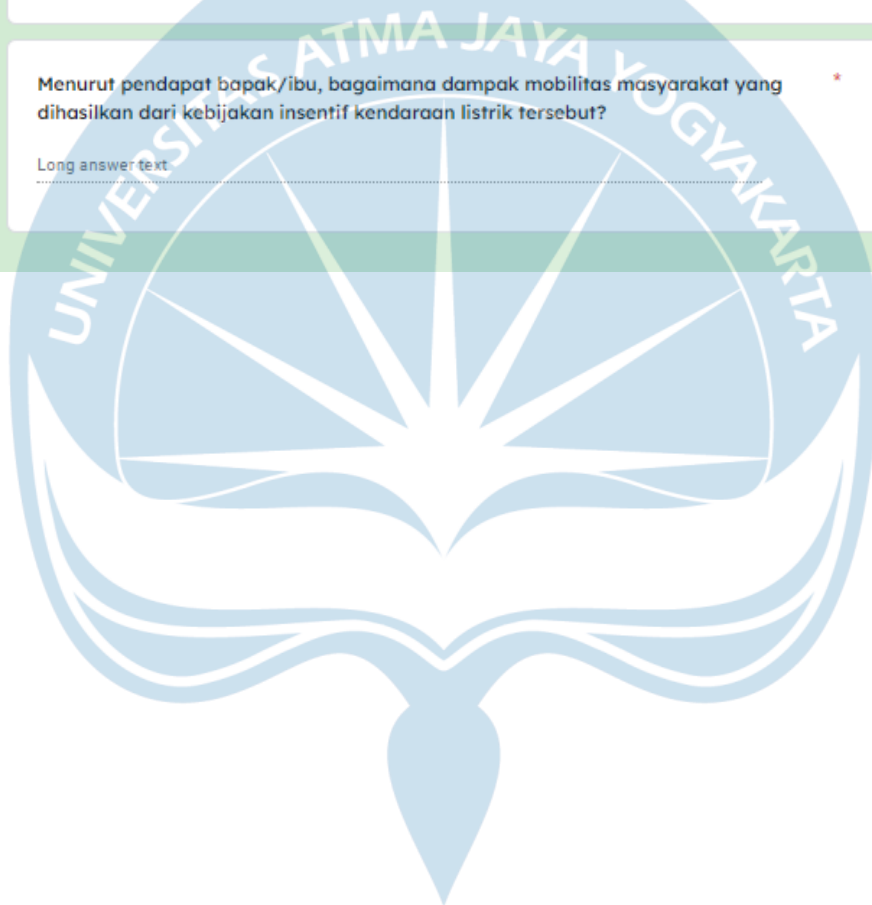 UNIVERSITAS ATMA JAYA YOGYAKARTA
Menurut pendapat bapak/ibu, bagaimana dampak mobilitas masyarakat yang *
dihasilkan dari kebijakan insentif kendaraan listrik tersebut?
Long answer text